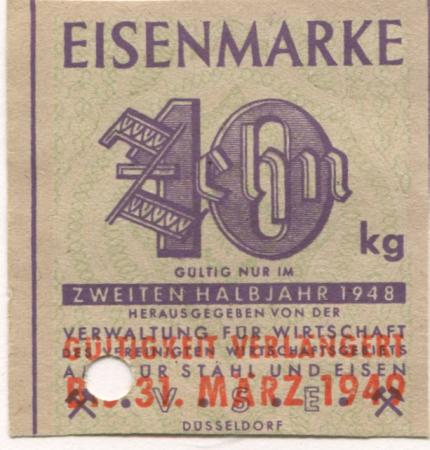 EISENMARKE
10
Zehn
kg
GÜLTIG NUR IM
ZWEITEN HALBJAHR 1948
HERAUSGEGEBEN VON DER
VERWALTUNG FÜR WIRTSCHAFT
GÜLTIGKEIT VERLÄNGERT
DES VEREINIGTEN WIRTSCHAFTSGEBIETS
FÜR STAHL UND EISEN
31. MÄRZ 1949
V. S. E.
DÜSSELDORF